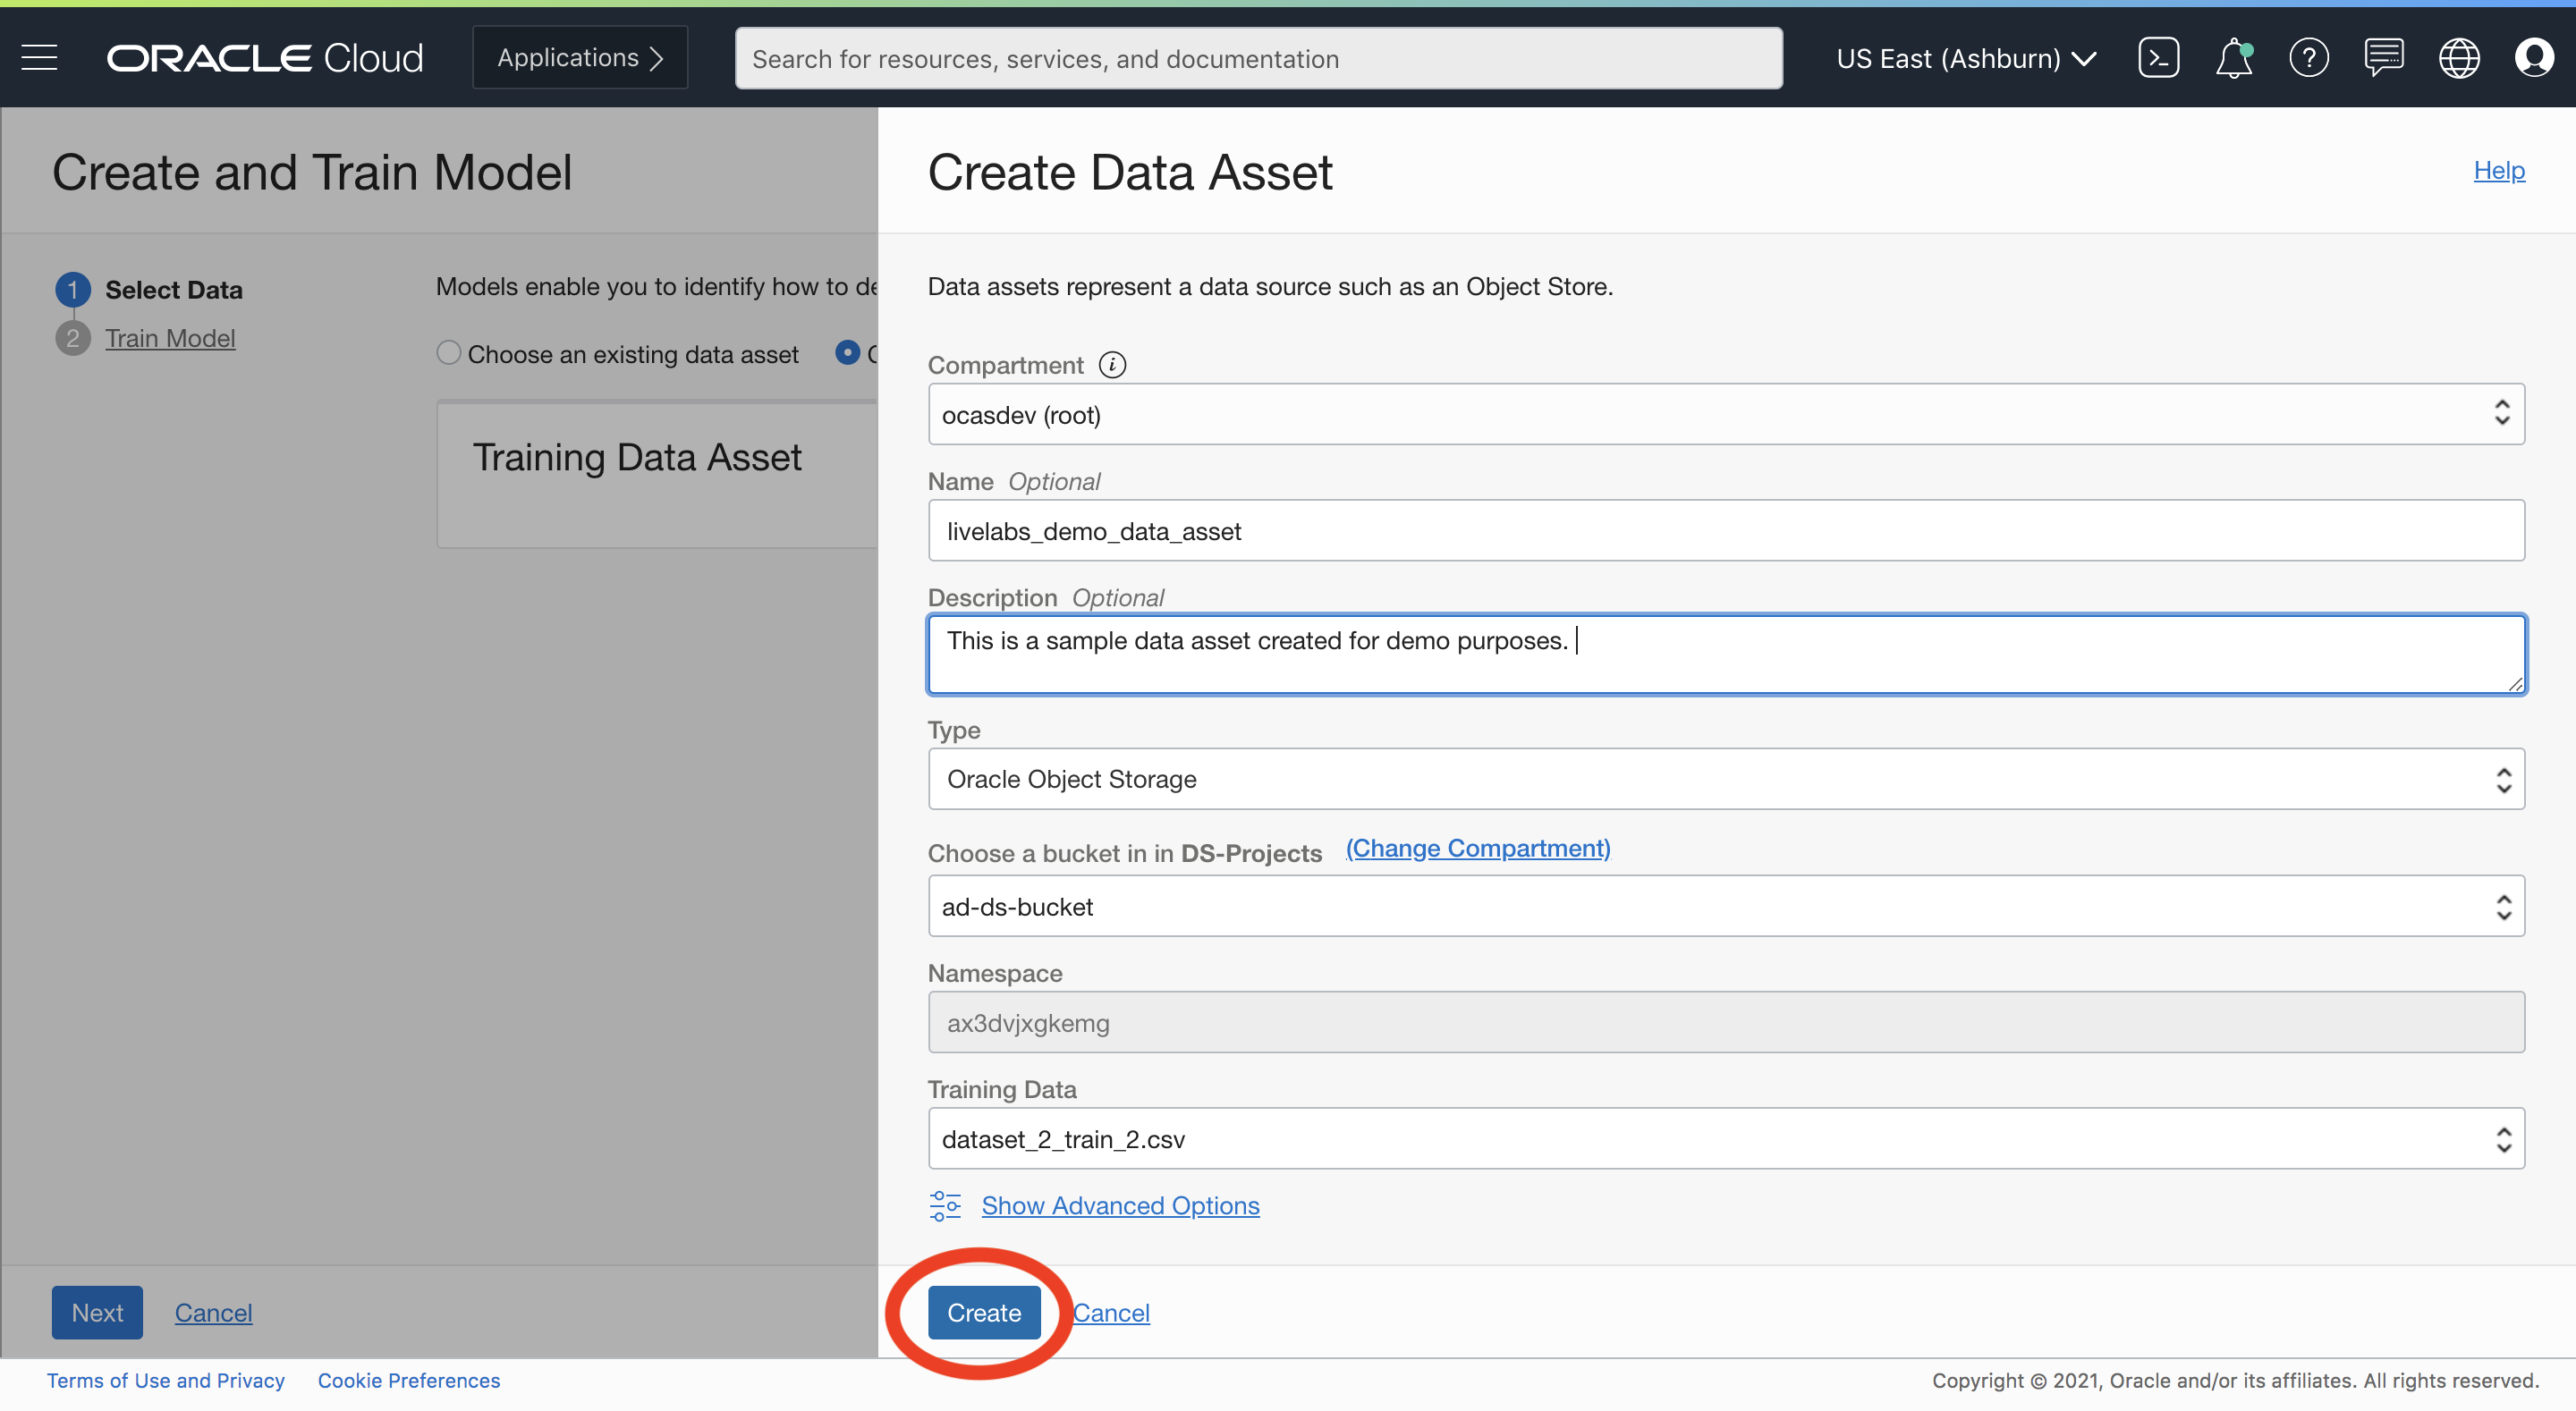 ORACLE Cloud
Applications
Search for resources, services, and documentation
US East (Ashburn)
Create and Train Model
1 Select Data
2 Train Model
Models enable you to identify how to de
Choose an existing data asset
Training Data Asset
Next
Cancel
Create Data Asset
Help
Data assets represent a data source such as an Object Store.
Compartment i
ocasdev (root)
Name Optional
livelabs_demo_data_asset
Description Optional
This is a sample data asset created for demo purposes.
Type
Oracle Object Storage
Choose a bucket in in DS-Projects (Change Compartment)
ad-ds-bucket
Namespace
ax3dvjxgkemg
Training Data
dataset_2_train_2.csv
Show Advanced Options
Create
Cancel
Terms of Use and Privacy
Cookie Preferences
Copyright © 2021, Oracle and/or its affiliates. All rights reserved.